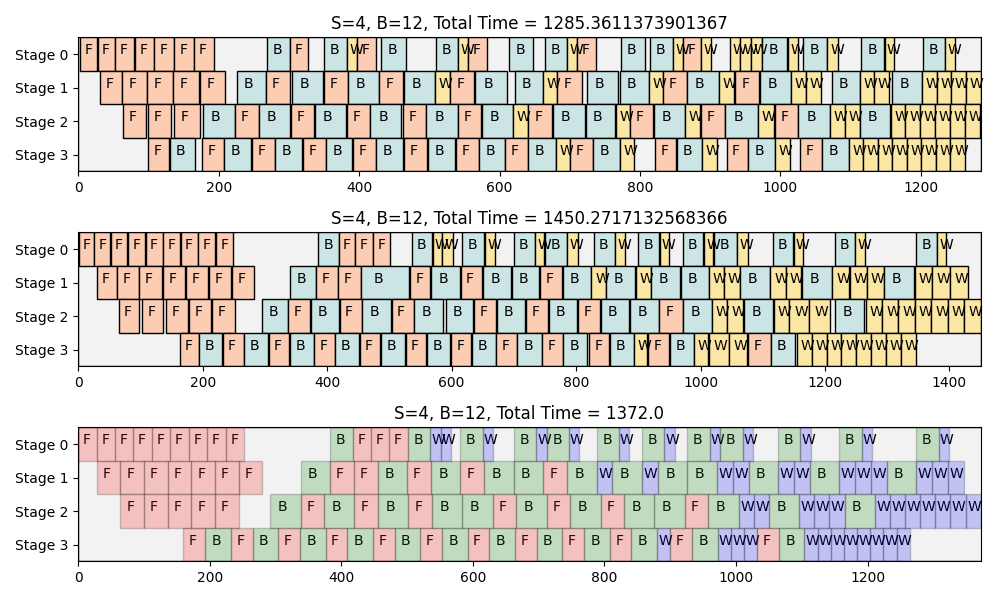 S=4, B=12, Total Time = 1285.3611373901367
Stage 0 F F F F F F F B F B W F B B W F B B W F B B W F W W W W B W B W B W B W
Stage 1 F F F F F B F B F B F B W F B B W F B B W F B W F B W W B W W B W W W W
Stage 2 F F F B F B F B F B F B F B W F B B W F B W F B W F B W W B W W W W W W
Stage 3 F B F B F B F B F B F B F B F B W F B W F B W F B W F B W W W W W W W W
0 200 400 600 800 1000 1200
S=4, B=12, Total Time = 1450.2717132568366
Stage 0 F F F F F F F F F B F F F B W W B W B W B W B W B W B W B W B W B W B W
Stage 1 F F F F F F F B F F B F B F B B F B W B W B B W W B W W B W W W B W W W
Stage 2 F F F F F B F B F B F B B F B F B F B B F B W W B W W W B W W W W W W W
Stage 3 F B F B F B F B F B F B F B F B F B F B W F B W W W F B W W W W W W W W
0 200 400 600 800 1000 1200 1400
S=4, B=12, Total Time = 1372.0
Stage 0 F F F F F F F F F B F F F B W W B W B W B W B W B W B W B W B W B W B W
Stage 1 F F F F F F F B F F B F B F B B F B W B W B B W W B W W B W W W B W W W
Stage 2 F F F F F B F B F B F B B F B F B F B B F B W W B W W W B W W W W W W W
Stage 3 F B F B F B F B F B F B F B F B F B F B W F B W W W F B W W W W W W W W
0 200 400 600 800 1000 1200